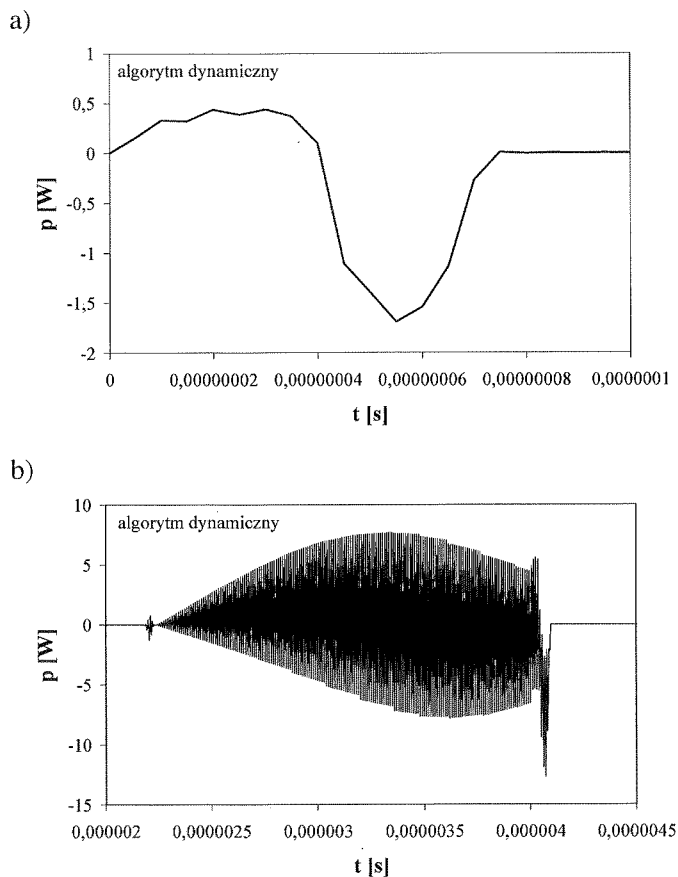 a)
1
algorytm dynamiczny
0,5
0
-0,5
-1
-1,5
-2
p [W]
0 0,00000002 0,00000004 0,00000006 0,00000008 0,0000001
t [s]
b)
10
algorytm dynamiczny
5
0
-5
-10
-15
p [W]
0,000002 0,0000025 0,000003 0,0000035 0,000004 0,0000045
t [s]